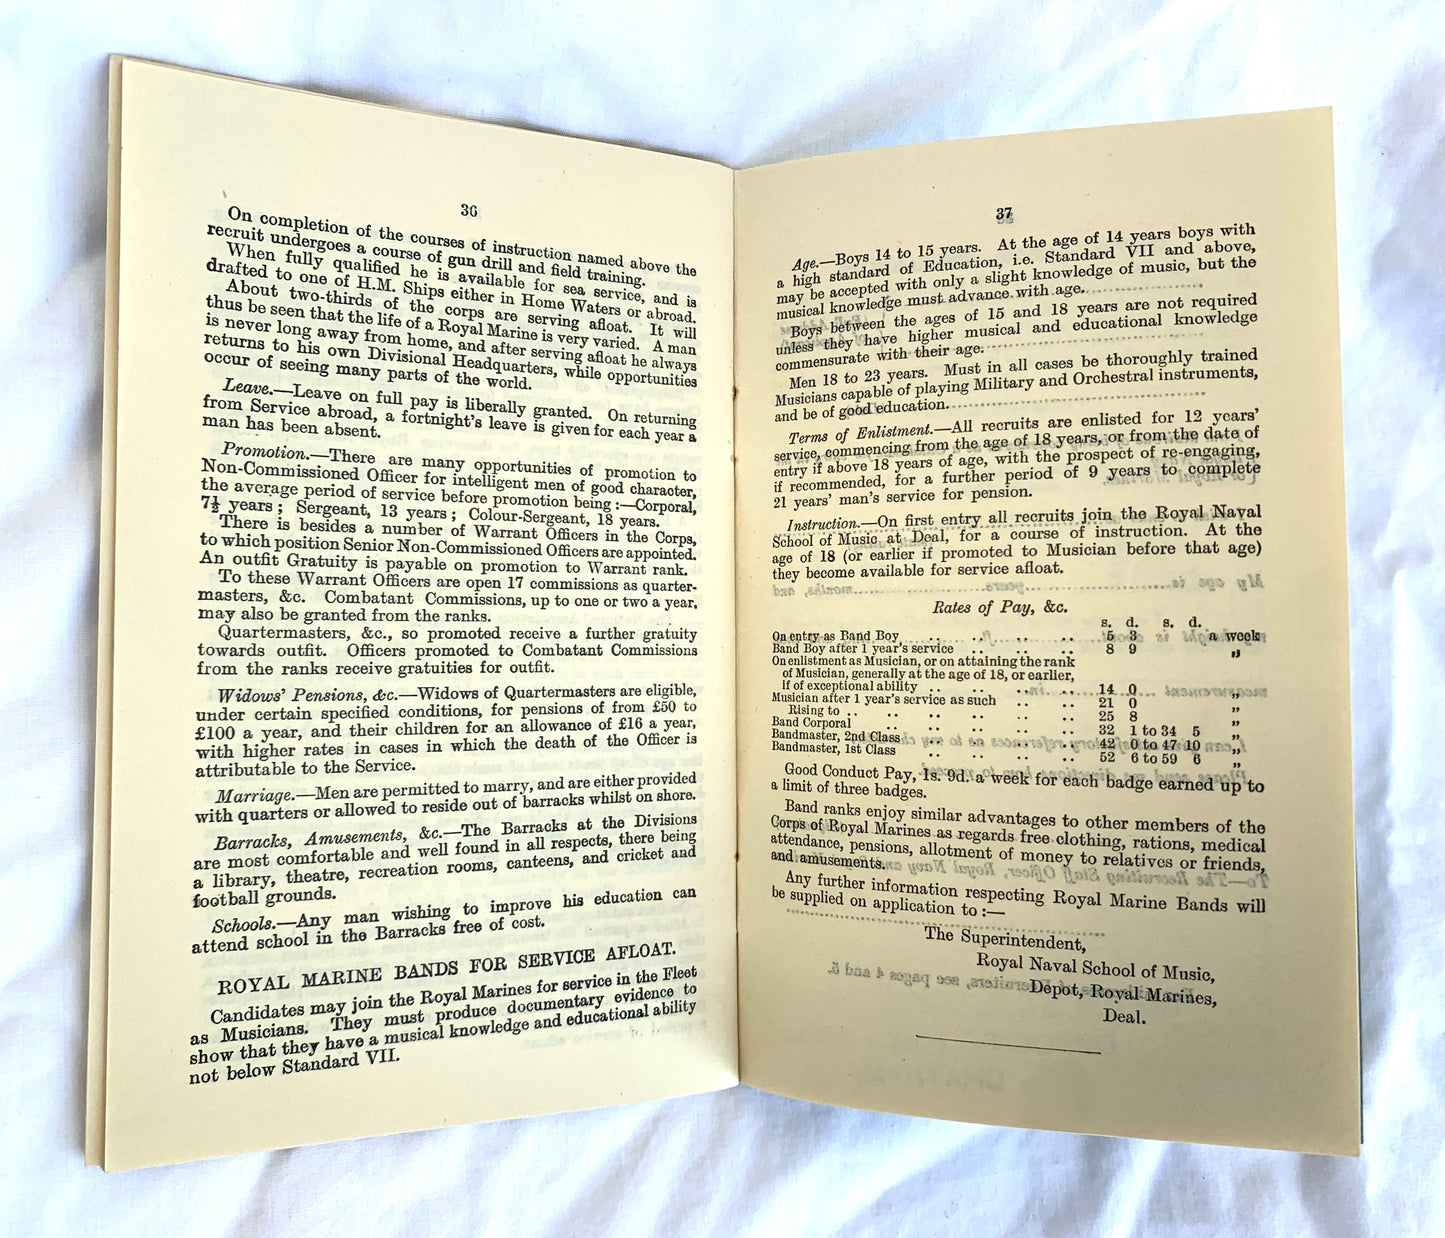 36
On completion of the courses of instruction named above the
recruit undergoes a course of gun drill and field training.
When fully qualified he is available for sea service, and is
drafted to one of H.M. Ships either in Home Waters or abroad.
About two-thirds of the corps are serving afloat. It will
thus be seen that the life of a Royal Marine is very varied. A man
is never long away from home, and after serving afloat he always
returns to his own Divisional Headquarters, while opportunities
occur of seeing many parts of the world.
Leave.—Leave on full pay is liberally granted. On returning
from Service abroad, a fortnight's leave is given for each year a
man has been absent.
Promotion.—There are many opportunities of promotion to
Non-Commissioned Officer for intelligent men of good character,
the average period of service before promotion being :—Corporal,
7½ years ; Sergeant, 13 years ; Colour-Sergeant, 18 years.
There is besides a number of Warrant Officers in the Corps,
to which position Senior Non-Commissioned Officers are appointed.
An outfit Gratuity is payable on promotion to Warrant rank.
To these Warrant Officers are open 17 commissions as quarter-
masters, &c. Combatant Commissions, up to one or two a year,
may also be granted from the ranks.
Quartermasters, &c., so promoted receive a further gratuity
towards outfit. Officers promoted to Combatant Commissions
from the ranks receive gratuities for outfit.
Widows' Pensions, &c.—Widows of Quartermasters are eligible,
under certain specified conditions, for pensions of from £50 to
£100 a year, and their children for an allowance of £16 a year,
with higher rates in cases in which the death of the Officer is
attributable to the Service.
Marriage.—Men are permitted to marry, and are either provided
with quarters or allowed to reside out of barracks whilst on shore.
Barracks, Amusements, &c.—The Barracks at the Divisions
are most comfortable and well found in all respects, there being
a library, theatre, recreation rooms, canteens, and cricket and
football grounds.
Schools.—Any man wishing to improve his education can
attend school in the Barracks free of cost.
ROYAL MARINE BANDS FOR SERVICE AFLOAT.
Candidates may join the Royal Marines for service in the Fleet
as Musicians. They must produce documentary evidence to
show that they have a musical knowledge and educational ability
not below Standard VII.
37
Age.—Boys 14 to 15 years. At the age of 14 years boys with
a high standard of Education, i.e. Standard VII and above,
may be accepted with only a slight knowledge of music, but the
musical knowledge must advance with age.
Boys between the ages of 15 and 18 years are not required
unless they have higher musical and educational knowledge
commensurate with their age.
Men 18 to 23 years. Must in all cases be thoroughly trained
Musicians capable of playing Military and Orchestral instruments,
and be of good education.
Terms of Enlistment.—All recruits are enlisted for 12 years'
service, commencing from the age of 18 years, or from the date of
entry if above 18 years of age, with the prospect of re-engaging,
if recommended, for a further period of 9 years to complete
21 years' man's service for pension.
Instruction.—On first entry all recruits join the Royal Naval
School of Music at Deal, for a course of instruction. At the
age of 18 (or earlier if promoted to Musician before that age)
they become available for service afloat.
Rates of Pay, &c.
s. d. s. d.
On entry as Band Boy .. .. .. .. 5 3 a week
Band Boy after 1 year's service .. .. .. 8 9 „
On enlistment as Musician, or on attaining the rank
of Musician, generally at the age of 18, or earlier,
if of exceptional ability .. .. .. .. 14 0 „
Musician after 1 year's service as such .. .. 21 0 „
Rising to .. .. .. .. .. .. 25 8 „
Band Corporal .. .. .. .. .. 32 1 to 34 5 „
Bandmaster, 2nd Class .. .. .. .. 42 0 to 47 10 „
Bandmaster, 1st Class .. .. .. .. 52 6 to 59 6 „
Good Conduct Pay, 1s. 9d. a week for each badge earned up to
a limit of three badges.
Band ranks enjoy similar advantages to other members of the
Corps of Royal Marines as regards free clothing, rations, medical
attendance, pensions, allotment of money to relatives or friends,
and amusements.
Any further information respecting Royal Marine Bands will
be supplied on application to :—
The Superintendent,
Royal Naval School of Music,
Depot, Royal Marines,
Deal.